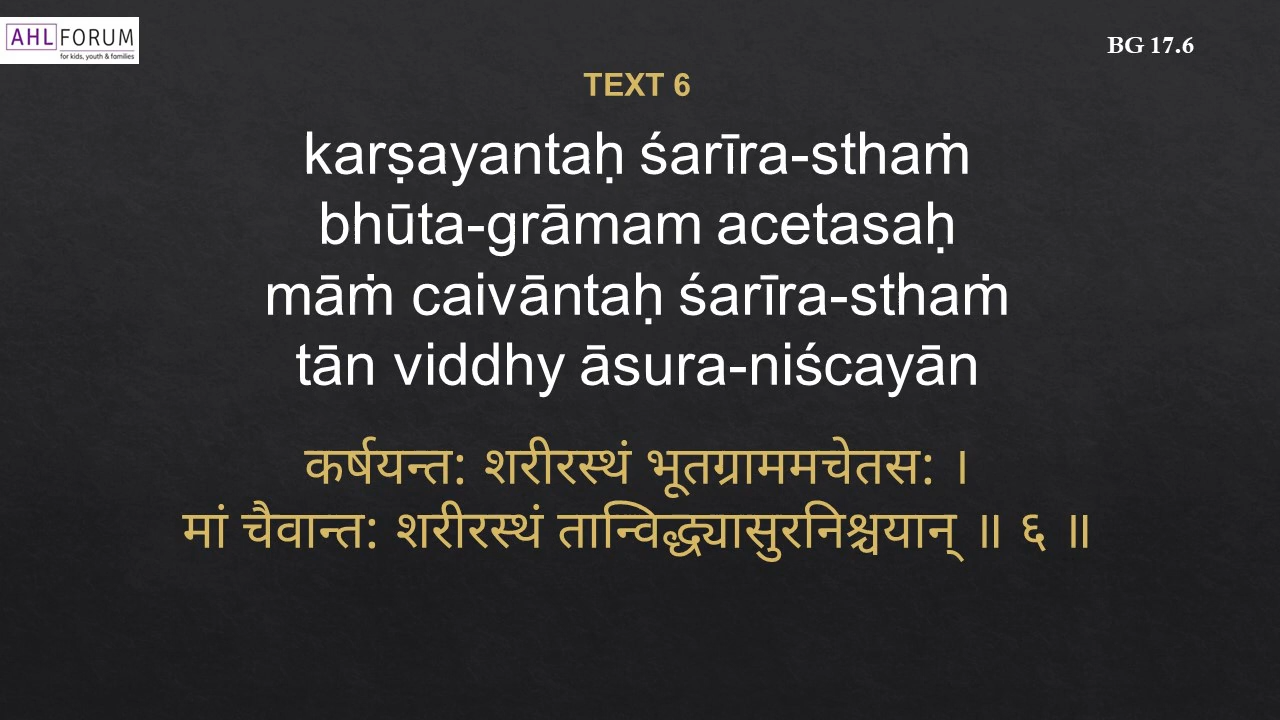 AHL FORUM
for kids, youth & families
BG 17.6
TEXT 6
karṣayantaḥ śarīra-sthaṁ
bhūta-grāmam acetasaḥ
māṁ caivāntaḥ śarīra-sthaṁ
tān viddhy āsura-niścayān
कर्षयन्त: शरीरस्थं भूतग्राममचेतस: ।
मां चैवान्त: शरीरस्थं तान्विद्ध्यासुरनिश्चयान् ॥ ६ ॥